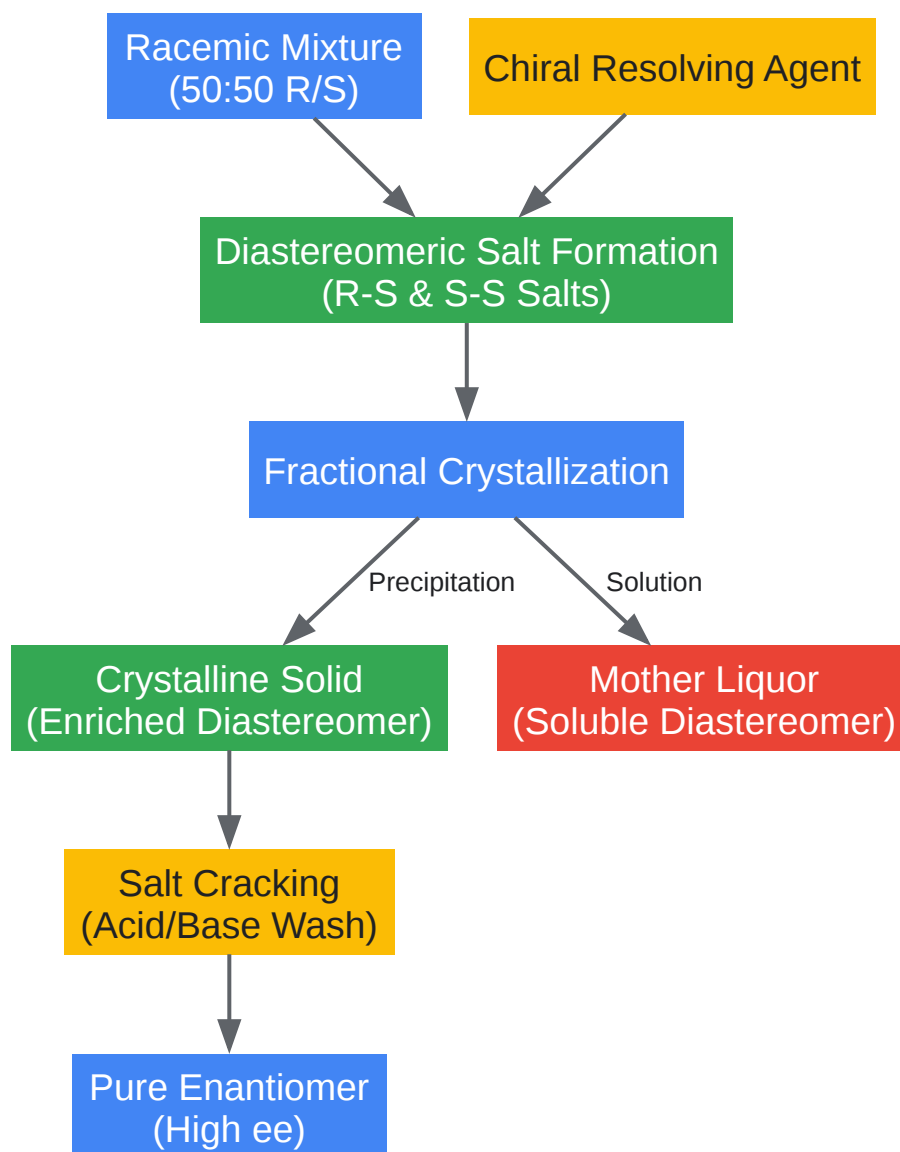 Racemic Mixture
(50:50 R/S)
Chiral Resolving Agent
Diastereomeric Salt Formation
(R-S & S-S Salts)
Fractional Crystallization
Precipitation
Solution
Crystalline Solid
(Enriched Diastereomer)
Mother Liquor
(Soluble Diastereomer)
Salt Cracking
(Acid/Base Wash)
Pure Enantiomer
(High ee)